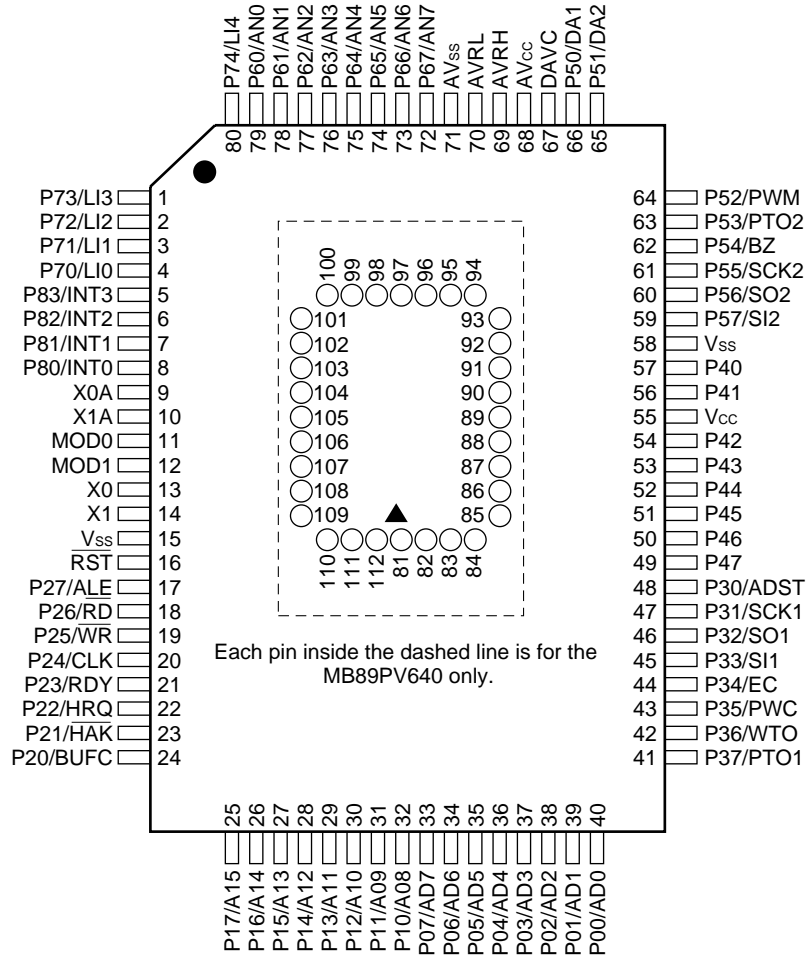 P74/LI4
P60/AN0
P61/AN1
P62/AN2
P63/AN3
P64/AN4
P65/AN5
P66/AN6
P67/AN7
AVss
AVRL
AVRH
AVcc
DAVC
P50/DA1
P51/DA2
80 79 78 77 76 75 74 73 72 71 70 69 68 67 66 65
P73/LI3 1
P72/LI2 2
P71/LI1 3
P70/LI0 4
P83/INT3 5
P82/INT2 6
P81/INT1 7
P80/INT0 8
X0A 9
X1A 10
MOD0 11
MOD1 12
X0 13
X1 14
Vss 15
RST 16
P27/ALE 17
P26/RD 18
P25/WR 19
P24/CLK 20
P23/RDY 21
P22/HRQ 22
P21/HAK 23
P20/BUFC 24
100 99 98 97 96 95 94
101 93
102 92
103 91
104 90
105 89
106 88
107 87
108 86
109 85
110 111 112 81 82 83 84
Each pin inside the dashed line is for the
MB89PV640 only.
64 P52/PWM
63 P53/PTO2
62 P54/BZ
61 P55/SCK2
60 P56/SO2
59 P57/SI2
58 Vss
57 P40
56 P41
55 Vcc
54 P42
53 P43
52 P44
51 P45
50 P46
49 P47
48 P30/ADST
47 P31/SCK1
46 P32/SO1
45 P33/SI1
44 P34/EC
43 P35/PWC
42 P36/WTO
41 P37/PTO1
25 26 27 28 29 30 31 32 33 34 35 36 37 38 39 40
P17/A15
P16/A14
P15/A13
P14/A12
P13/A11
P12/A10
P11/A09
P10/A08
P07/AD7
P06/AD6
P05/AD5
P04/AD4
P03/AD3
P02/AD2
P01/AD1
P00/AD0